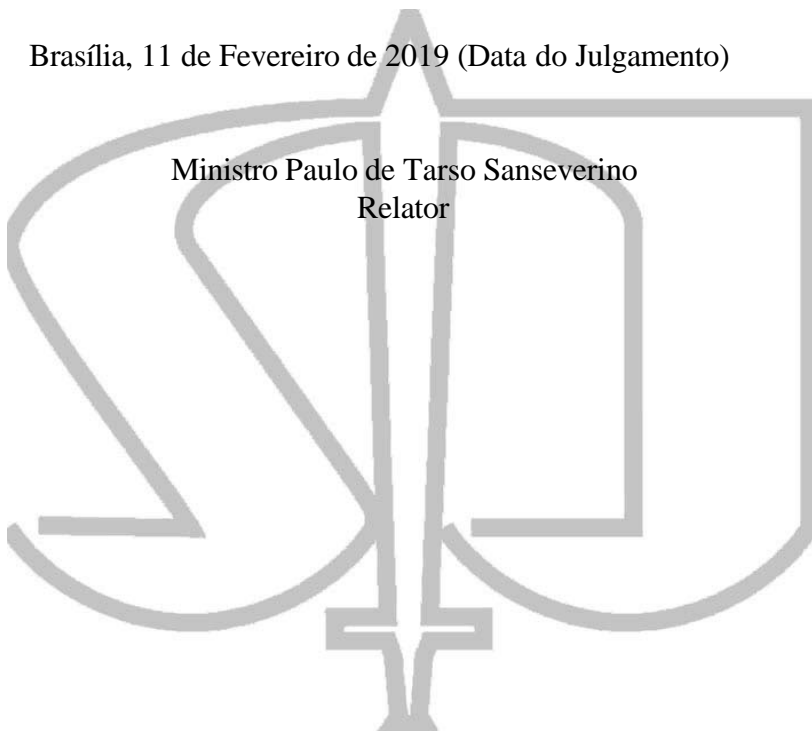 Brasília, 11 de Fevereiro de 2019 (Data do Julgamento)
Ministro Paulo de Tarso Sanseverino
Relator